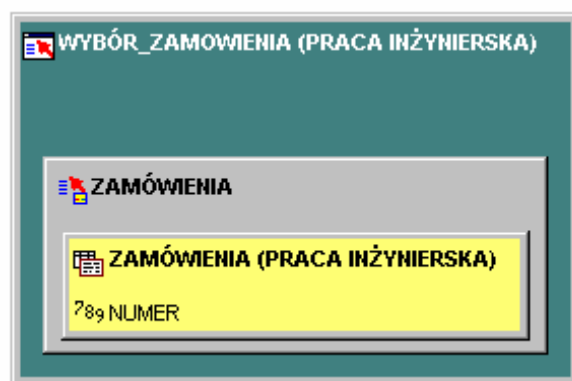 WYBÓR_ZAMOWIENIA (PRACA INŻYNIERSKA)
ZAMÓWIENIA
ZAMÓWIENIA (PRACA INŻYNIERSKA)
789 NUMER